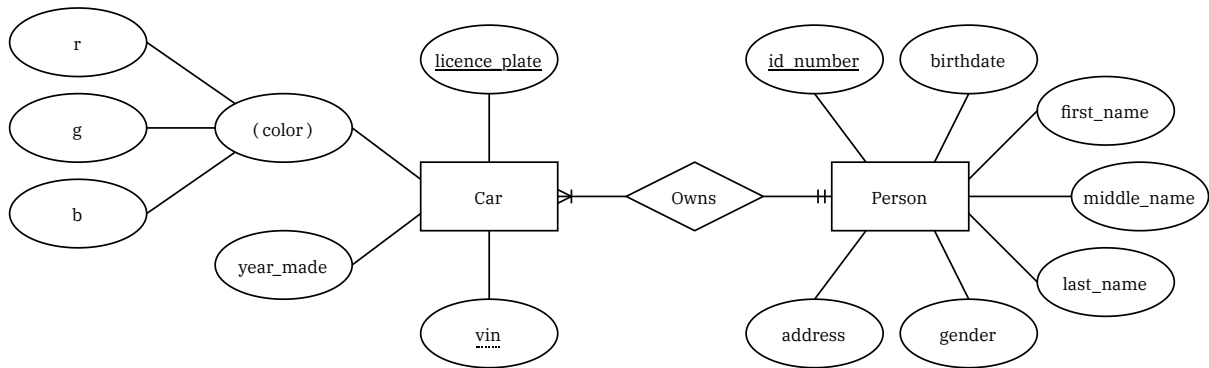 r
licence_plate
id_number
birthdate
first_name
g
(color)
Car
Owns
Person
middle_name
b
year_made
last_name
vin
address
gender